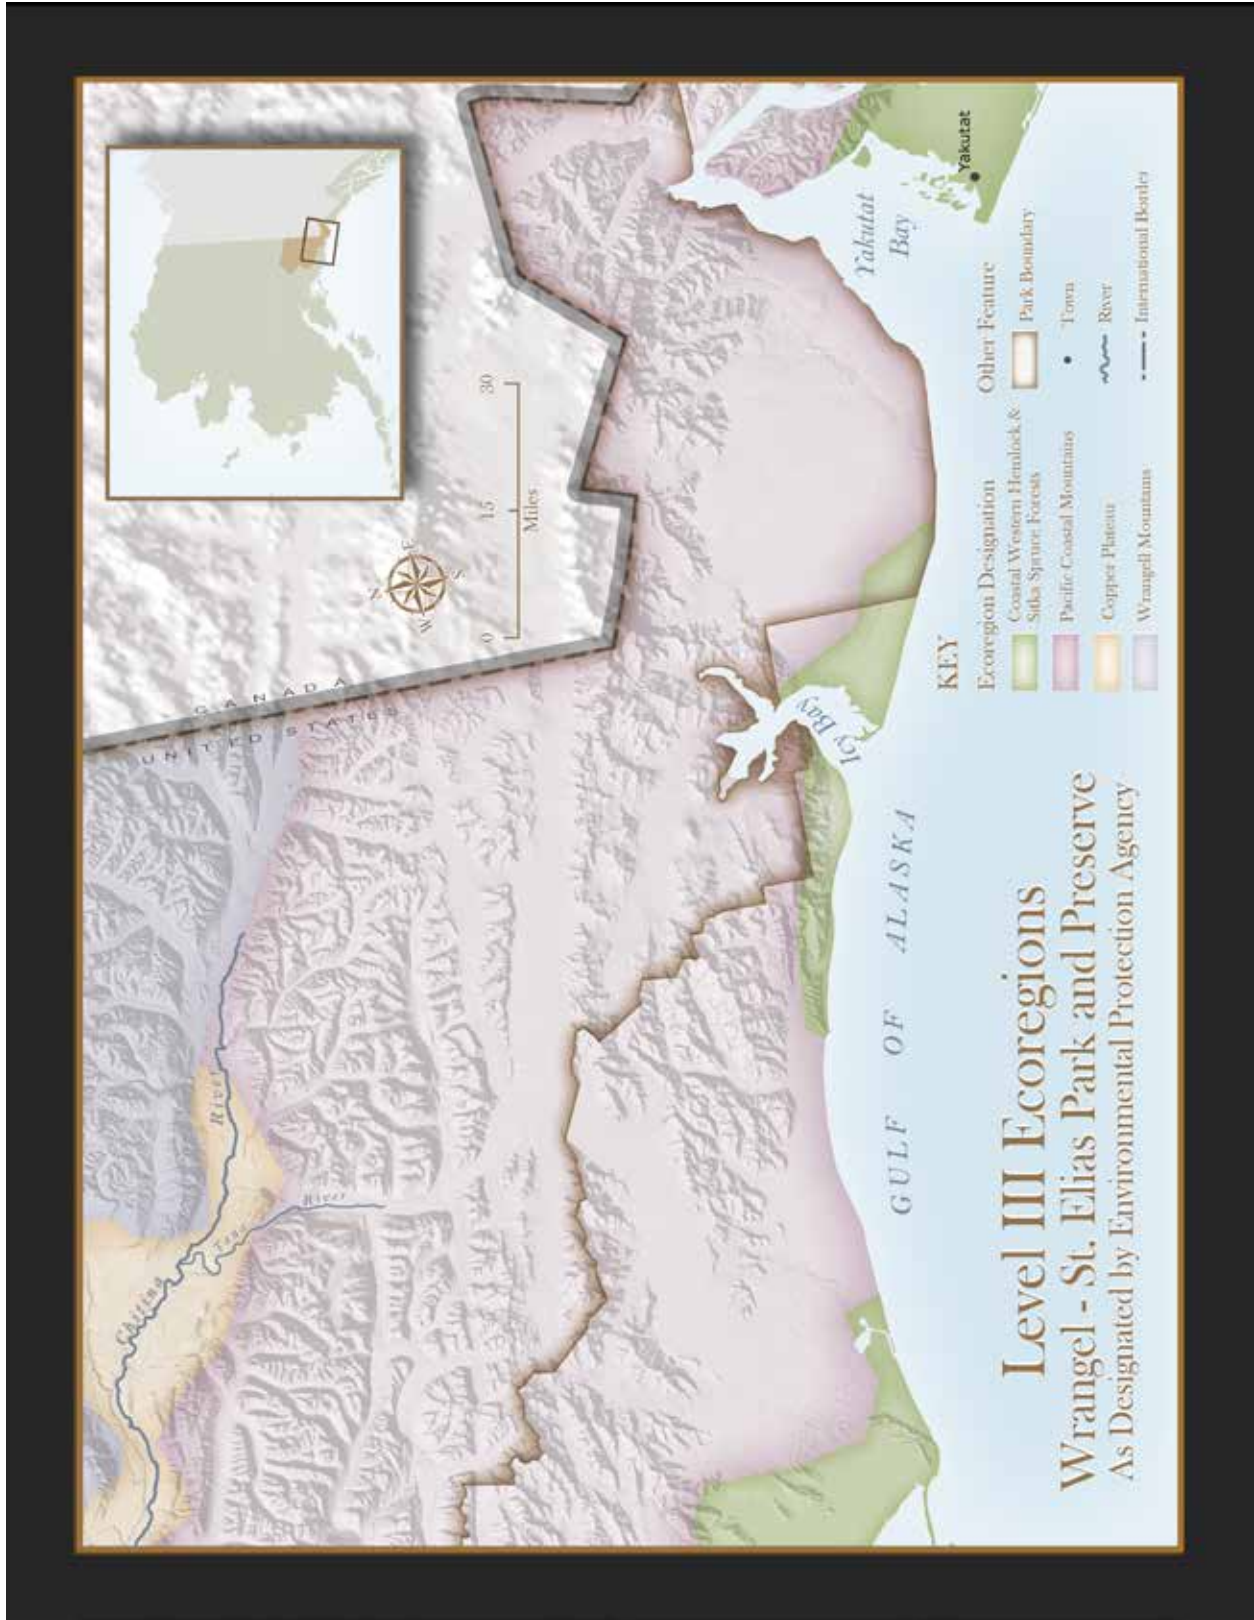 Level III Ecoregions
Wrangel - St. Elias Park and Preserve
As Designated by Environmental Protection Agency
KEY
Ecoregion Designation
Coastal Western Hemlock &
Sitka Spruce Forests
Pacific Coastal Mountains
Copper Plateau
Wrangell Mountains
Other Feature
Park Boundary
Town
River
International Border
GULF OF ALASKA
Icy Bay
Yakutat
Bay
Yakutat
UNITED STATES
CANADA
Chitina
River
Tana
River
N
E
S
W
0 15 30
Miles